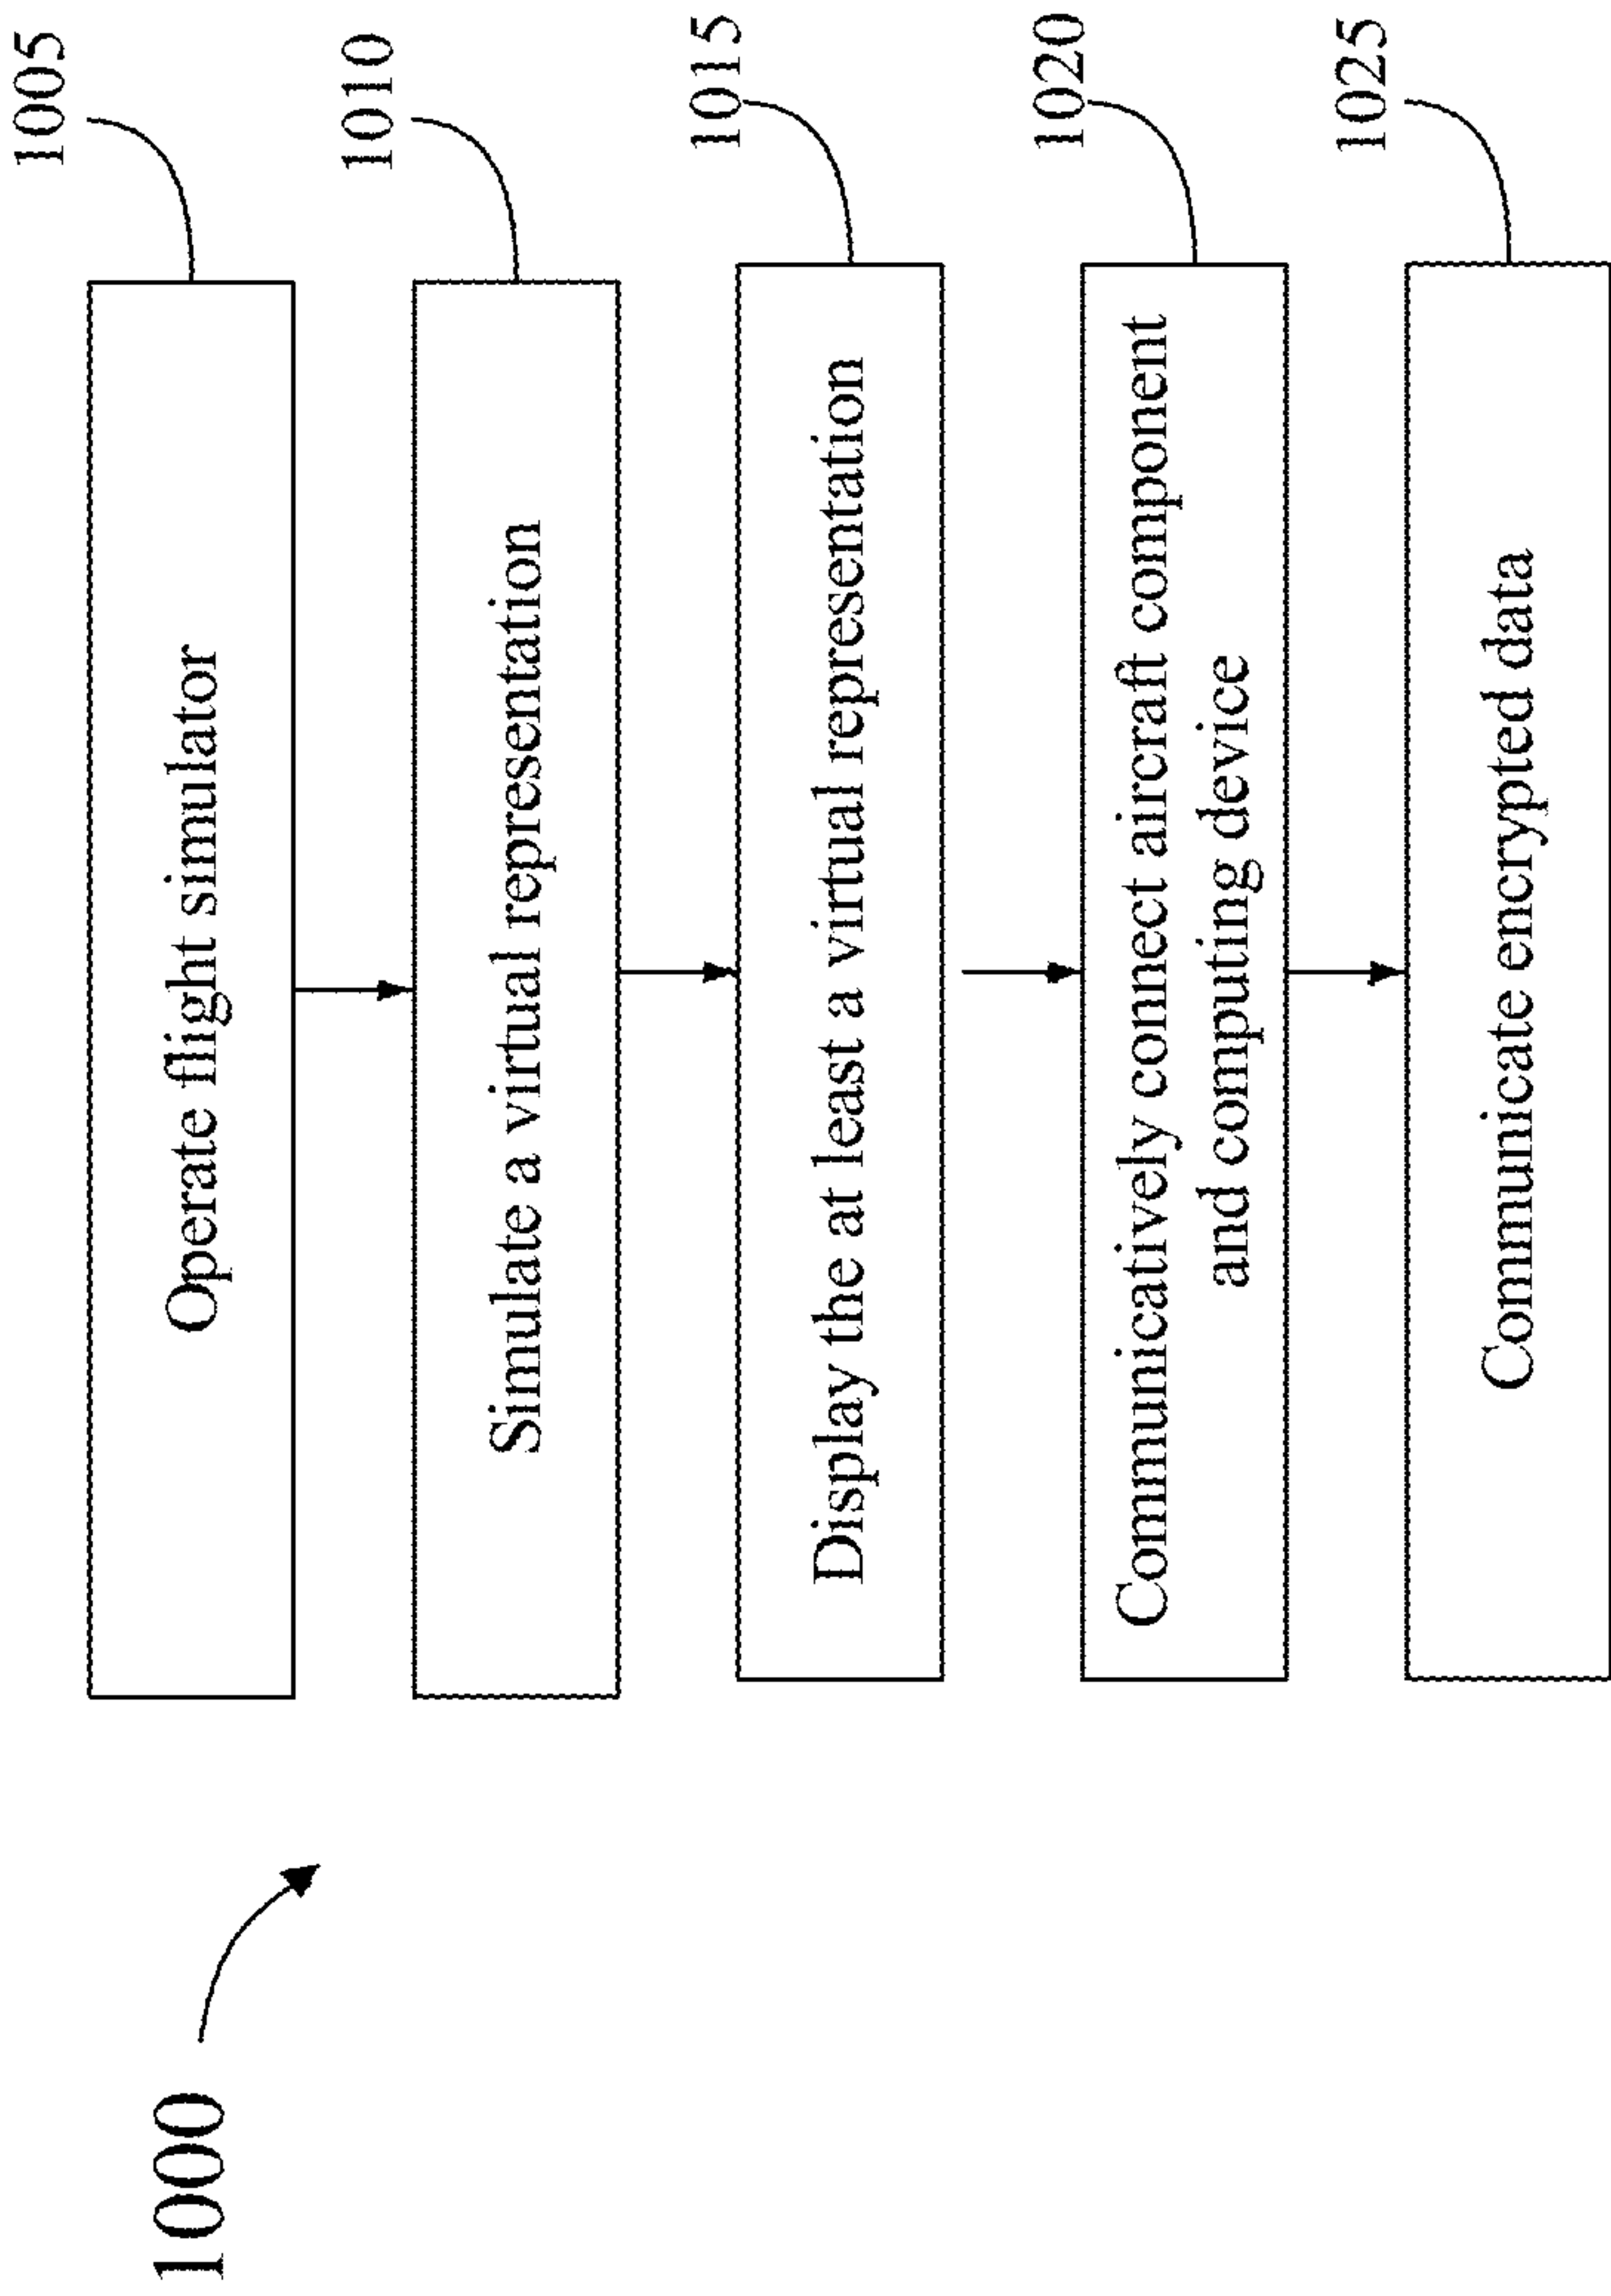 1000
1005
Operate flight simulator
1010
Simulate a virtual representation
1015
Display the at least a virtual representation
1020
Communicatively connect aircraft component
and computing device
1025
Communicate encrypted data